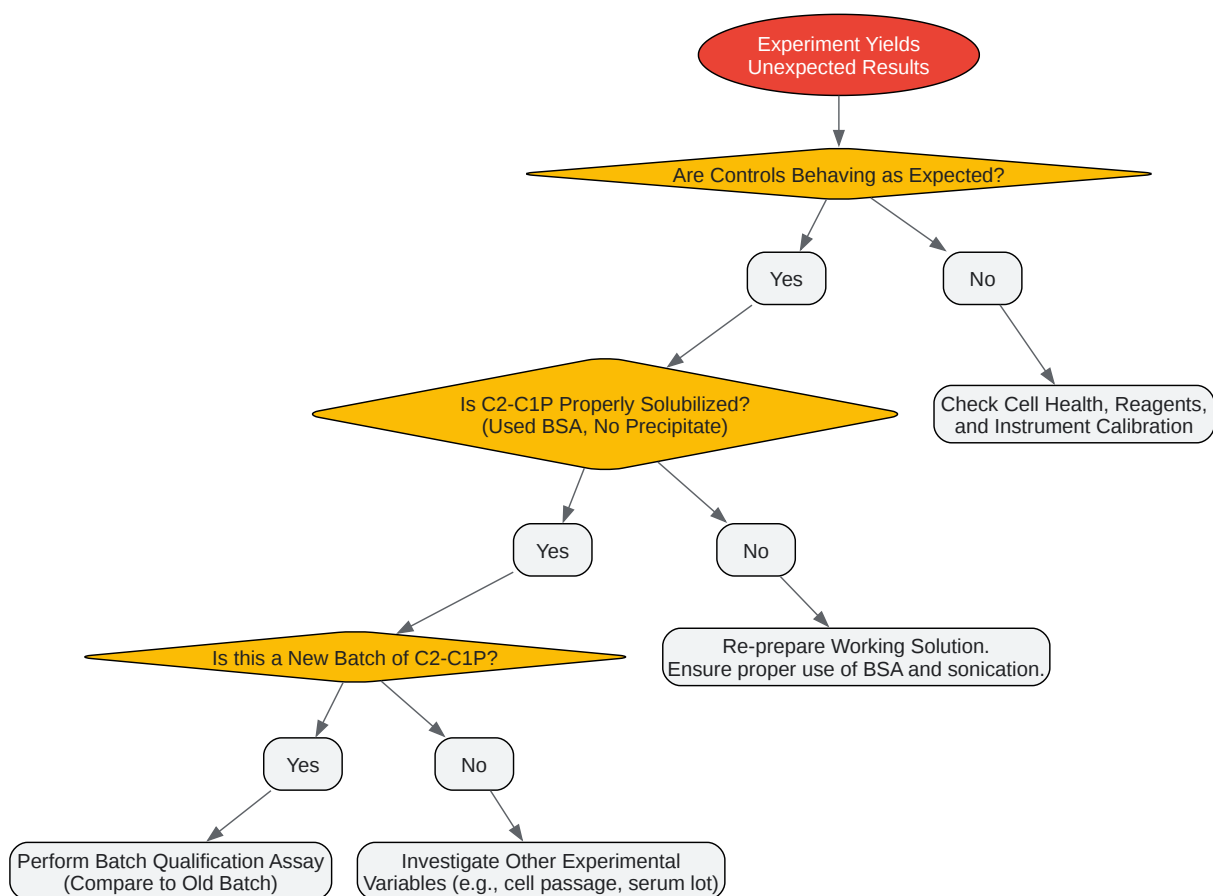 Experiment Yields
Unexpected Results
Are Controls Behaving as Expected?
Yes
No
Is C2-C1P Properly Solubilized?
(Used BSA, No Precipitate)
Check Cell Health, Reagents,
and Instrument Calibration
Yes
No
Is this a New Batch of C2-C1P?
Re-prepare Working Solution.
Ensure proper use of BSA and sonication.
Yes
No
Perform Batch Qualification Assay
(Compare to Old Batch)
Investigate Other Experimental
Variables (e.g., cell passage, serum lot)